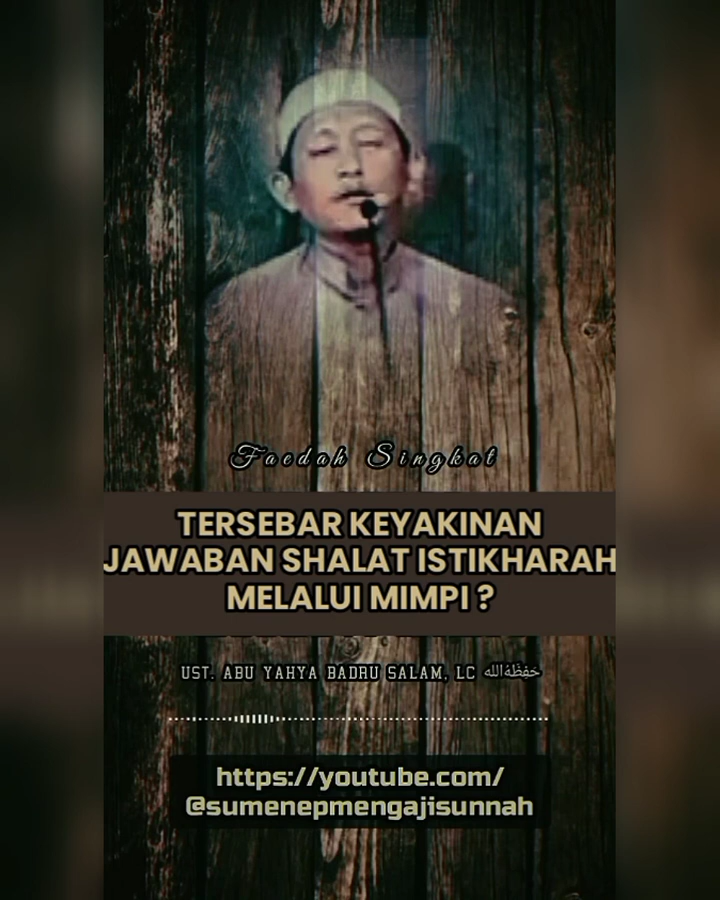 Faedah Singkat
TERSEBAR KEYAKINAN
JAWABAN SHALAT ISTIKHARAH
MELALUI MIMPI ?
UST. ABU YAHYA BADRU SALAM, LC حَفِظَهُ الله
https://youtube.com/
@sumenepmengajisunnah